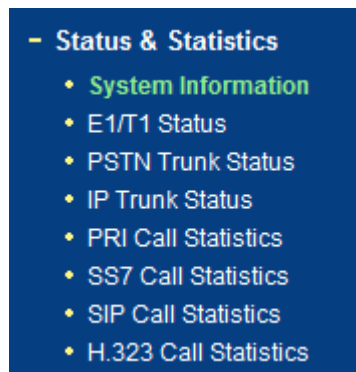 – Status & Statistics
• System Information
• E1/T1 Status
• PSTN Trunk Status
• IP Trunk Status
• PRI Call Statistics
• SS7 Call Statistics
• SIP Call Statistics
• H.323 Call Statistics